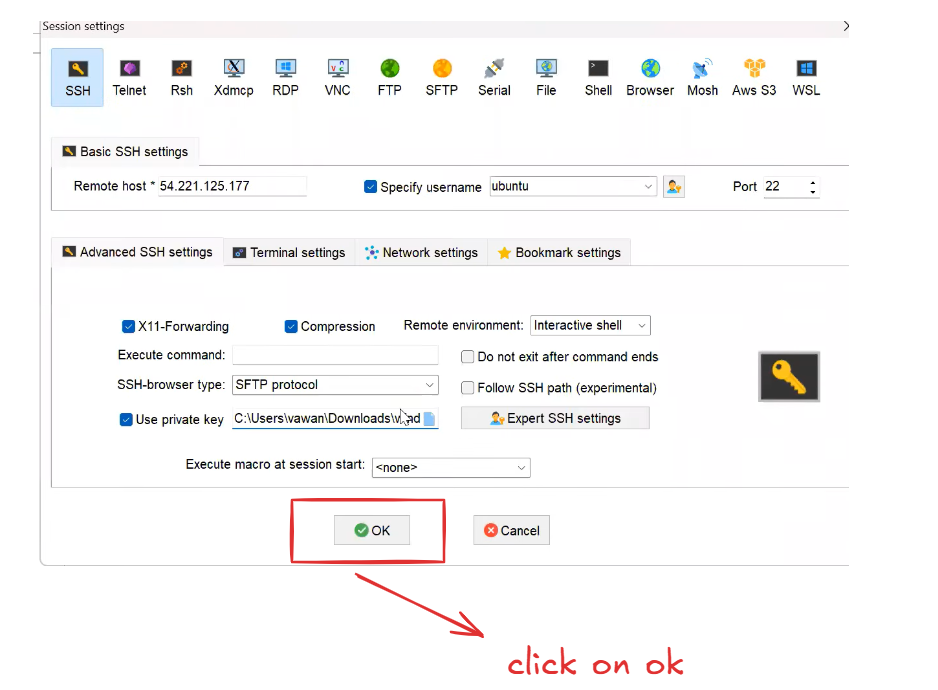 Session settings
SSH Telnet Rsh Xdmcp RDP VNC FTP SFTP Serial File Shell Browser Mosh Aws S3 WSL
Basic SSH settings
Remote host * 54.221.125.177 Specify username ubuntu Port 22
Advanced SSH settings Terminal settings Network settings Bookmark settings
X11-Forwarding Compression Remote environment: Interactive shell
Execute command: Do not exit after command ends
SSH-browser type: SFTP protocol Follow SSH path (experimental)
Use private key Expert SSH settings
Execute macro at session start: <none>
OK Cancel
click on ok